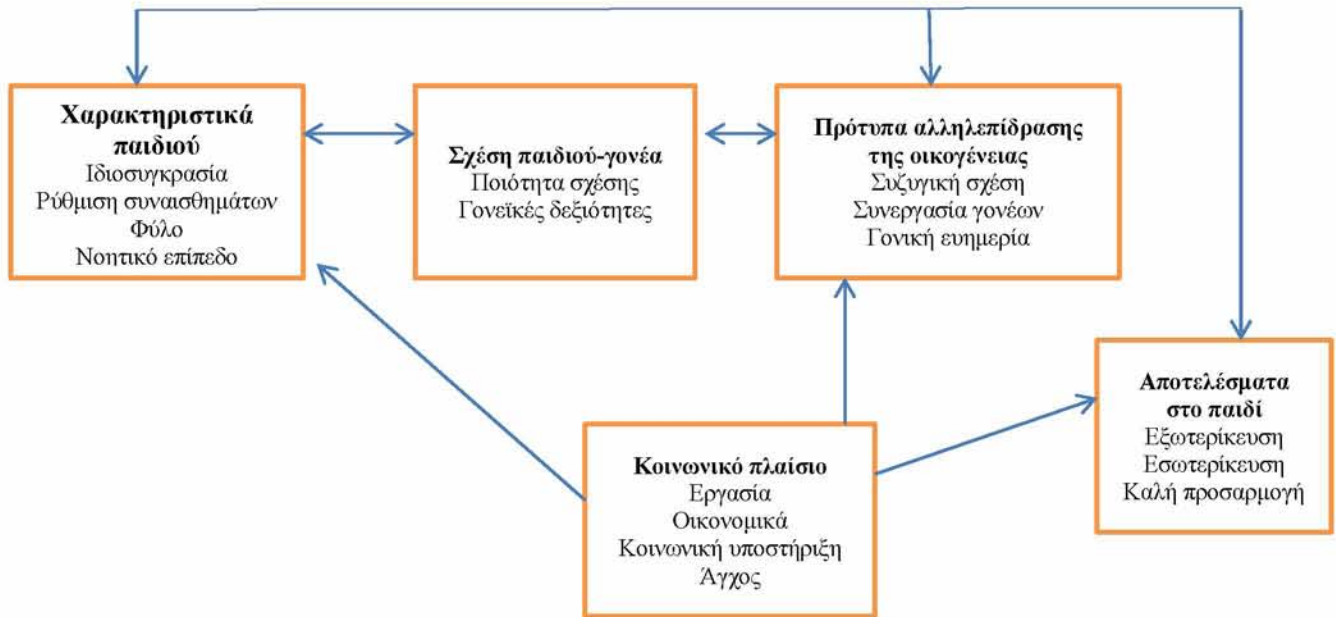 Χαρακτηριστικά
παιδιού
Ιδιοσυγκρασία
Ρύθμιση συναισθημάτων
Φύλο
Νοητικό επίπεδο
Σχέση παιδιού-γονέα
Ποιότητα σχέσης
Γονεϊκές δεξιότητες
Πρότυπα αλληλεπίδρασης
της οικογένειας
Συζυγική σχέση
Συνεργασία γονέων
Γονική ευημερία
Κοινωνικό πλαίσιο
Εργασία
Οικονομικά
Κοινωνική υποστήριξη
Άγχος
Αποτελέσματα
στο παιδί
Εξωτερίκευση
Εσωτερίκευση
Καλή προσαρμογή